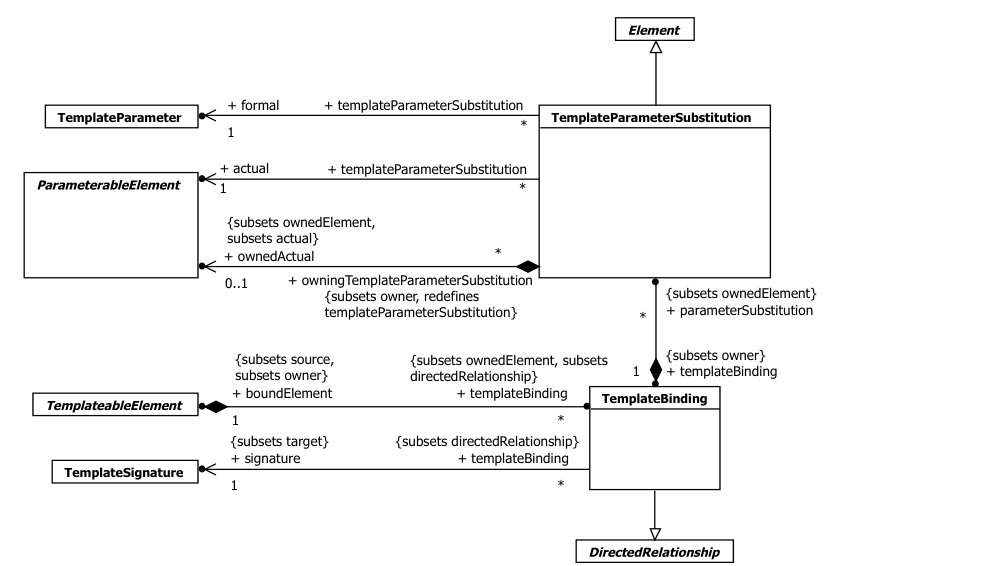 Element
+ formal
+ templateParameterSubstitution
TemplateParameter
TemplateParameterSubstitution
1
*
+ actual
+ templateParameterSubstitution
ParameterableElement
1
*
{subsets ownedElement,
subsets actual}
+ ownedActual
*
0..1
+ owningTemplateParameterSubstitution
{subsets owner, redefines
templateParameterSubstitution}
{subsets ownedElement}
+ parameterSubstitution
*
{subsets owner}
+ templateBinding
1
{subsets source,
subsets owner}
+ boundElement
{subsets ownedElement, subsets
directedRelationship}
+ templateBinding
TemplateableElement
TemplateBinding
1
*
{subsets target}
+ signature
{subsets directedRelationship}
+ templateBinding
TemplateSignature
1
*
DirectedRelationship